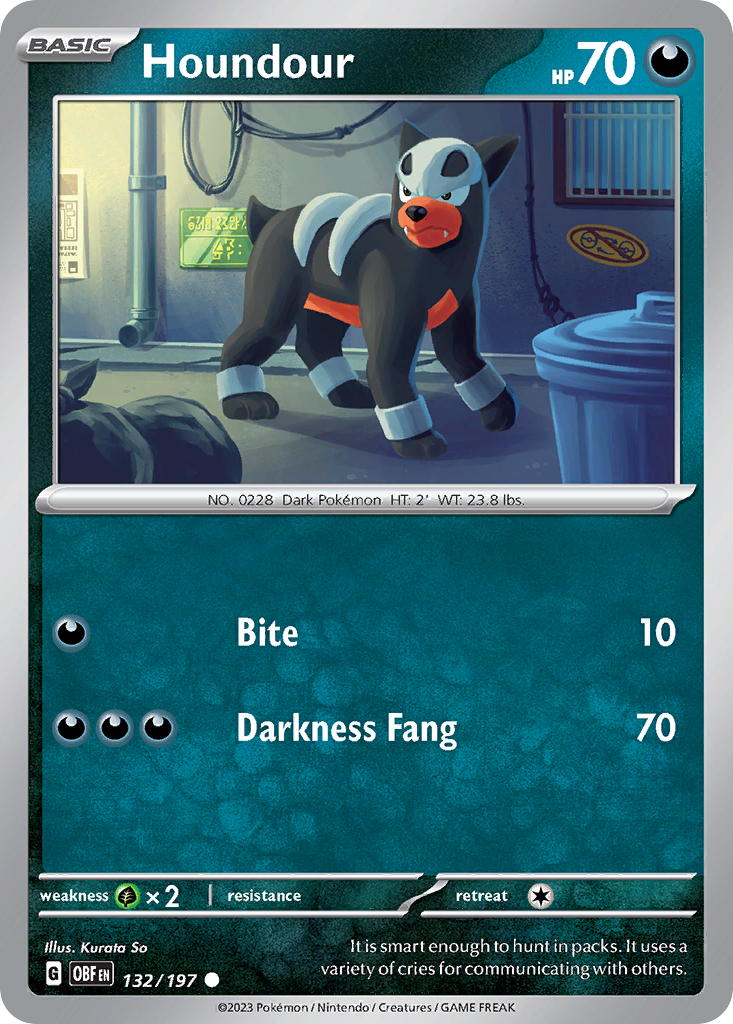 BASIC
Houndour
HP 70
NO. 0228 Dark Pokémon HT: 2' WT: 23.8 lbs.
Bite 10
Darkness Fang 70
weakness ×2 resistance retreat
Illus. Kurata So
It is smart enough to hunt in packs. It uses a
variety of cries for communicating with others.
G OBF EN 132/197
©2023 Pokémon / Nintendo / Creatures / GAME FREAK